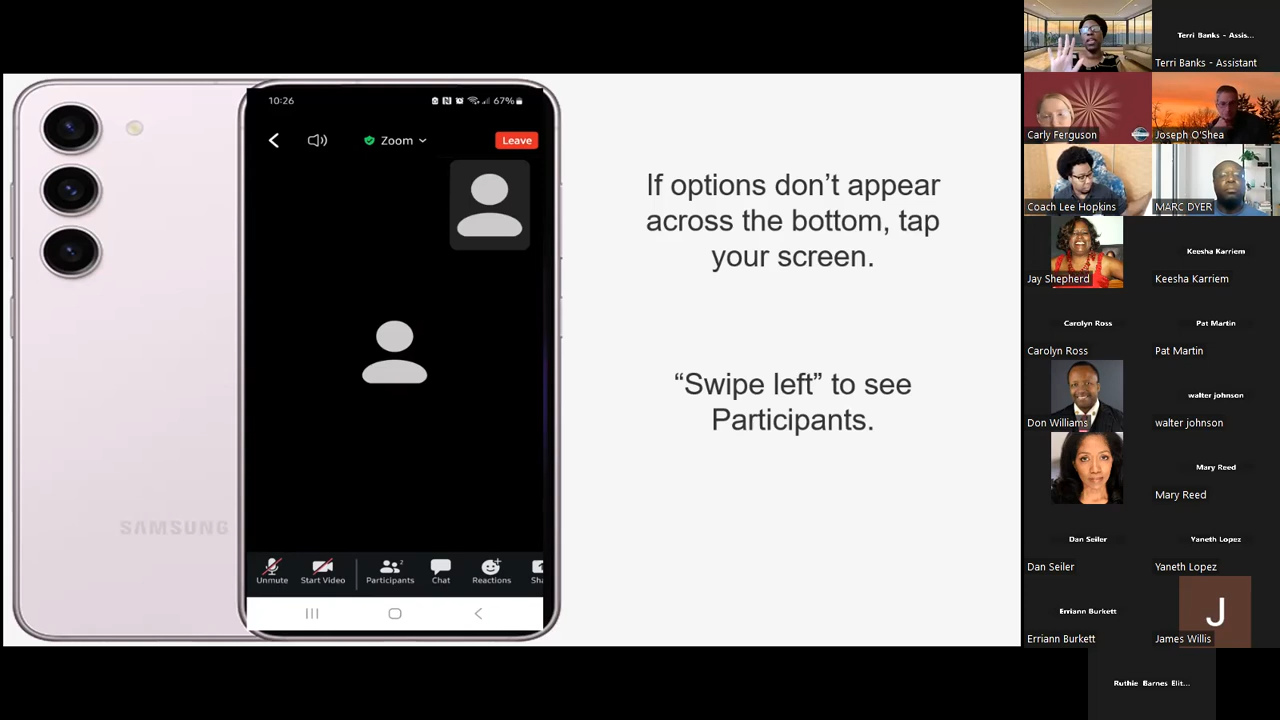 10:26
67%
Zoom
Leave
SAMSUNG
Unmute
Start Video
2
Participants
Chat
Reactions
Sha
If options don’t appear
across the bottom, tap
your screen.
“Swipe left” to see
Participants.
Terri Banks - Assis...
Terri Banks - Assistant
Carly Ferguson
Joseph O'Shea
Coach Lee Hopkins
MARC DYER
Jay Shepherd
Keesha Karriem
Keesha Karriem
Carolyn Ross
Carolyn Ross
Pat Martin
Pat Martin
Don Williams
walter johnson
walter johnson
Mary Reed
Mary Reed
Dan Seiler
Dan Seiler
Yaneth Lopez
Yaneth Lopez
Erriann Burkett
Erriann Burkett
J
James Willis
Ruthie Barnes Elit...